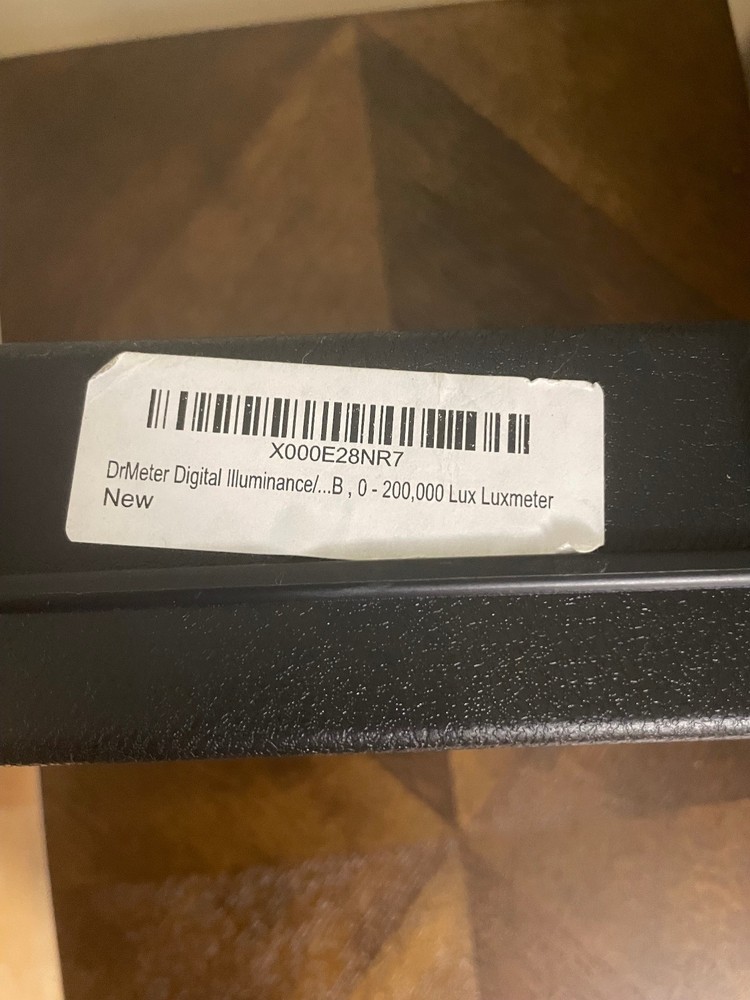 X000E28NR7
DrMeter Digital Illuminance/...B , 0 - 200,000 Lux Luxmeter
New